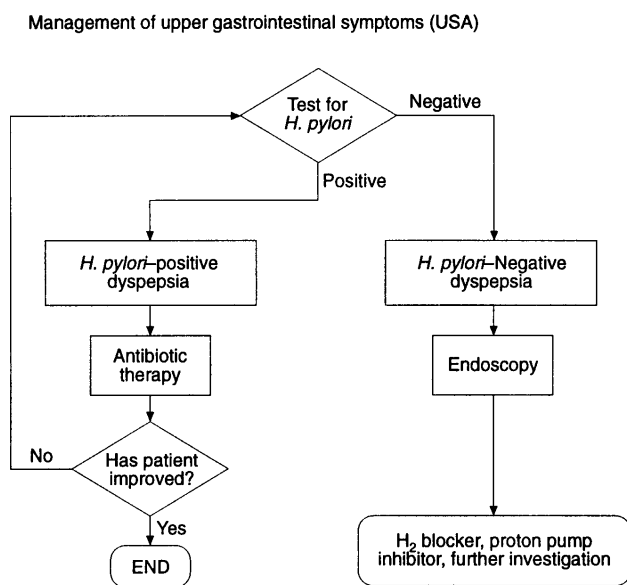 Management of upper gastrointestinal symptoms (USA)
Test for
H. pylori
Negative
Positive
H. pylori–positive
dyspepsia
H. pylori–Negative
dyspepsia
Antibiotic
therapy
Endoscopy
No
Has patient
improved?
Yes
END
H₂ blocker, proton pump
inhibitor, further investigation